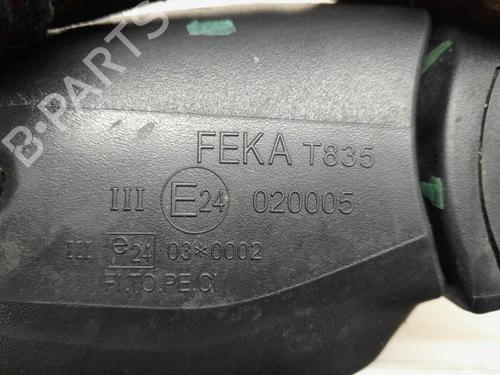 B-PARTS
FEKA T835
III E24 020005
III e24 03*0002
FI.TO.PE.CI